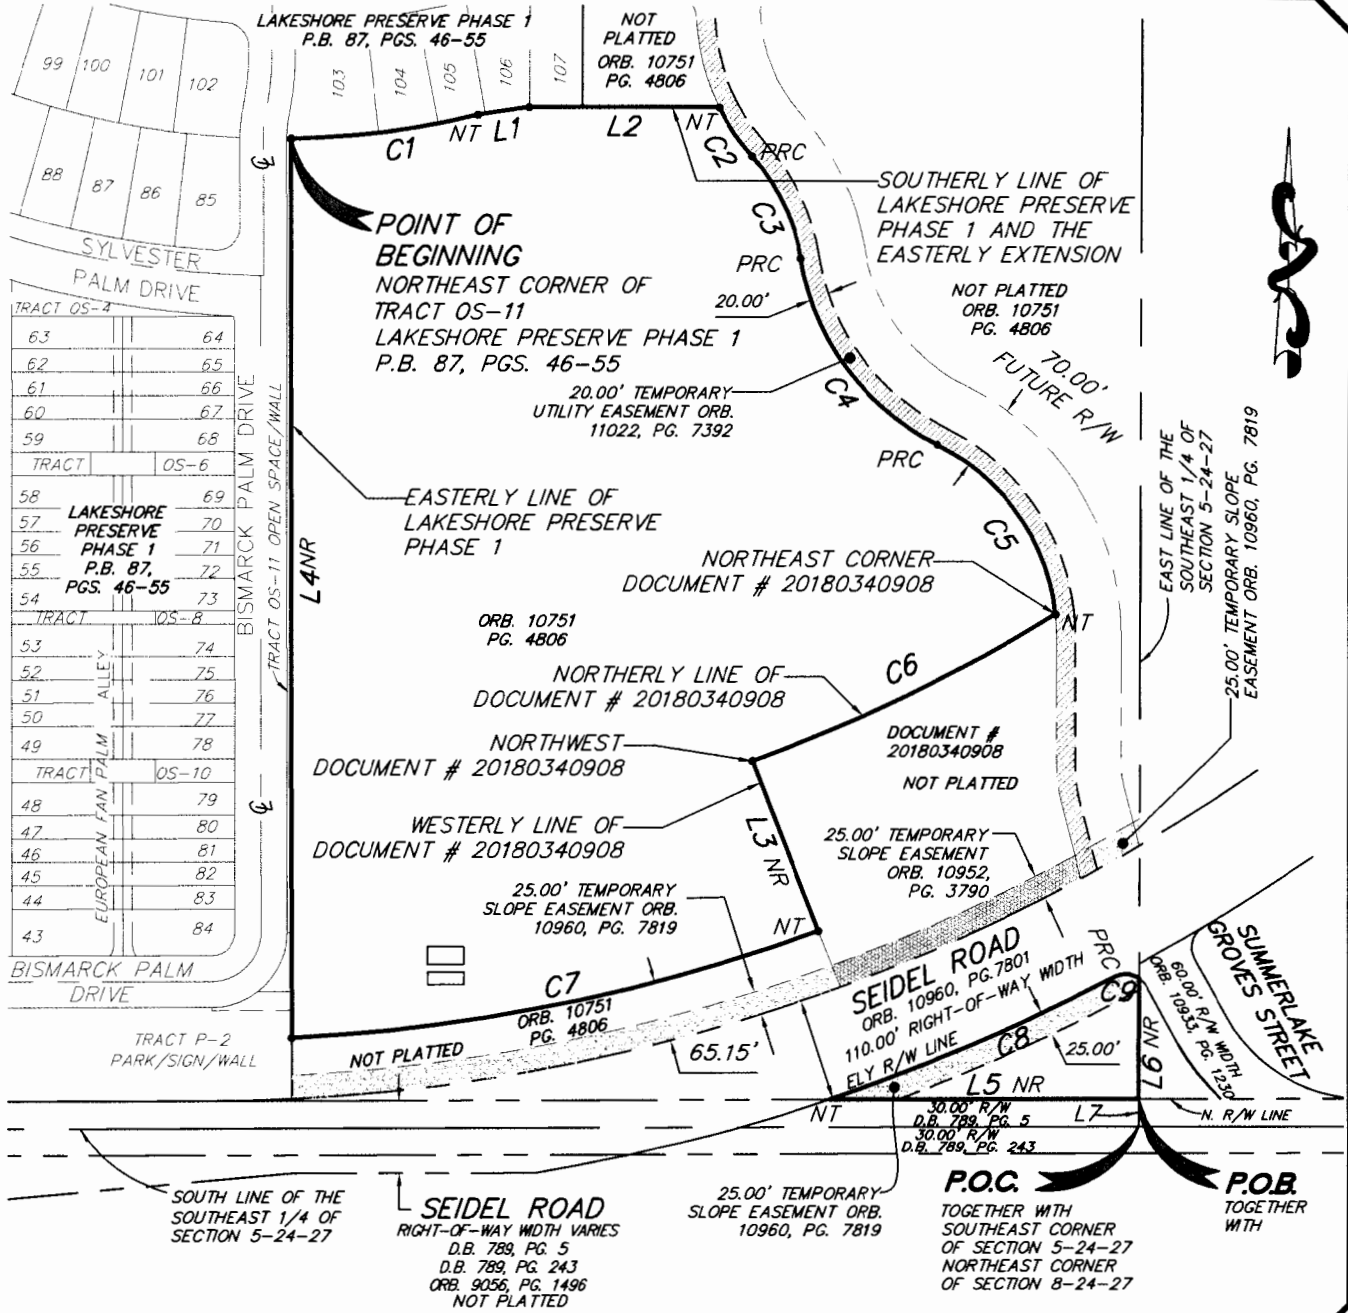 LAKESHORE PRESERVE PHASE 1
P.B. 87, PGS. 46-55
NOT
PLATTED
ORB. 10751
PG. 4806
99
100
101
102
103
104
105
106
107
88
87
86
85
C1
NT
L1
L2
NT
C2
PRC
C3
PRC
SOUTHERLY LINE OF
LAKESHORE PRESERVE
PHASE 1 AND THE
EASTERLY EXTENSION
POINT OF
BEGINNING
NORTHEAST CORNER OF
TRACT OS-11
LAKESHORE PRESERVE PHASE 1
P.B. 87, PGS. 46-55
SYLVESTER
PALM DRIVE
TRACT OS-4
20.00'
NOT PLATTED
ORB. 10751
PG. 4806
70.00'
FUTURE R/W
20.00' TEMPORARY
UTILITY EASEMENT ORB.
11022, PG. 7392
C4
PRC
63
64
62
65
61
66
60
67
59
68
TRACT
OS-6
58
69
57
70
56
71
55
72
54
73
LAKESHORE
PRESERVE
PHASE 1
P.B. 87,
PGS. 46-55
TRACT
OS-8
53
74
52
75
51
76
50
77
49
78
TRACT
OS-10
48
79
47
80
46
81
45
82
44
83
43
84
EUROPEAN FAN PALM ALLEY
BISMARCK PALM DRIVE
TRACT OS-11 OPEN SPACE/WALL
L4NR
EASTERLY LINE OF
LAKESHORE PRESERVE
PHASE 1
C5
NORTHEAST CORNER
DOCUMENT # 20180340908
NT
EAST LINE OF THE
SOUTHEAST 1/4 OF
SECTION 5-24-27
25.00' TEMPORARY SLOPE
EASEMENT ORB. 10960, PG. 7819
ORB. 10751
PG. 4806
C6
NORTHERLY LINE OF
DOCUMENT # 20180340908
NORTHWEST
DOCUMENT # 20180340908
DOCUMENT #
20180340908
NOT PLATTED
WESTERLY LINE OF
DOCUMENT # 20180340908
L3 NR
25.00' TEMPORARY
SLOPE EASEMENT
ORB. 10952,
PG. 3790
25.00' TEMPORARY
SLOPE EASEMENT ORB.
10960, PG. 7819
NT
BISMARCK PALM
DRIVE
TRACT P-2
PARK/SIGN/WALL
C7
ORB. 10751
PG. 4806
NOT PLATTED
65.15'
SEIDEL ROAD
ORB. 10960, PG.7801
110.00' RIGHT-OF-WAY WIDTH
ELY R/W LINE
PRC
C9
C8
25.00'
SUMMERLAKE
GROVES STREET
60.00' R/W WIDTH
ORB. 10933, PG. 1230
L6 NR
L5 NR
NT
30.00' R/W
D.B. 789, PG. 5
30.00' R/W
D.B. 789, PG. 243
L7
N. R/W LINE
SOUTH LINE OF THE
SOUTHEAST 1/4 OF
SECTION 5-24-27
SEIDEL ROAD
RIGHT-OF-WAY WIDTH VARIES
D.B. 789, PG. 5
D.B. 789, PG. 243
ORB. 9056, PG. 1496
NOT PLATTED
25.00' TEMPORARY
SLOPE EASEMENT ORB.
10960, PG. 7819
P.O.C.
TOGETHER WITH
SOUTHEAST CORNER
OF SECTION 5-24-27
NORTHEAST CORNER
OF SECTION 8-24-27
P.O.B.
TOGETHER
WITH